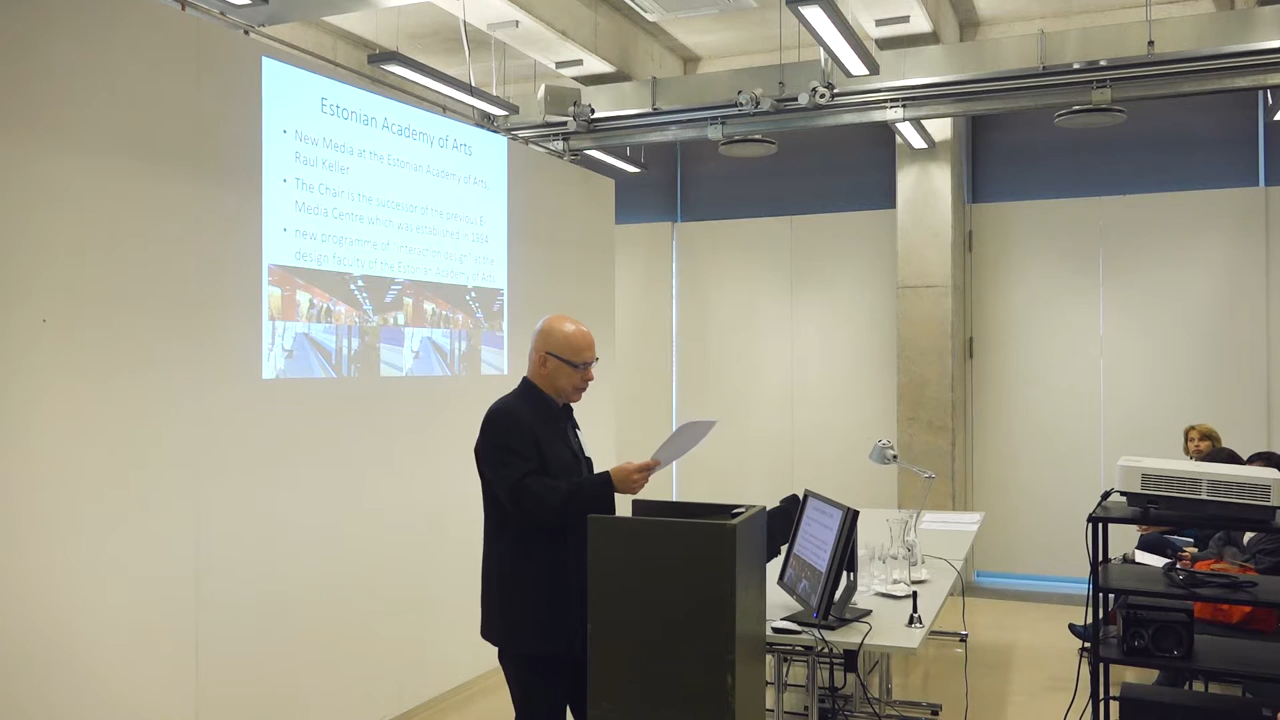 Estonian Academy of Arts
• New Media at the Estonian Academy of Arts,
Raul Keller
• The Chair is the successor of the previous E-
Media Centre which was established in 1994
• new programme of "interaction design" at the
design faculty of the Estonian Academy of Arts